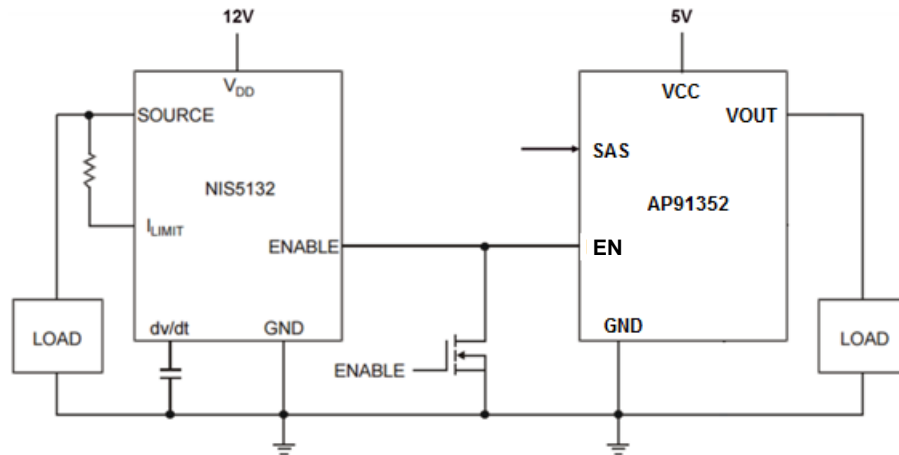 12V
5V
VDD
VCC
SOURCE
VOUT
SAS
NIS5132
AP91352
ILIMIT
ENABLE
EN
LOAD
dv/dt
GND
GND
LOAD
ENABLE